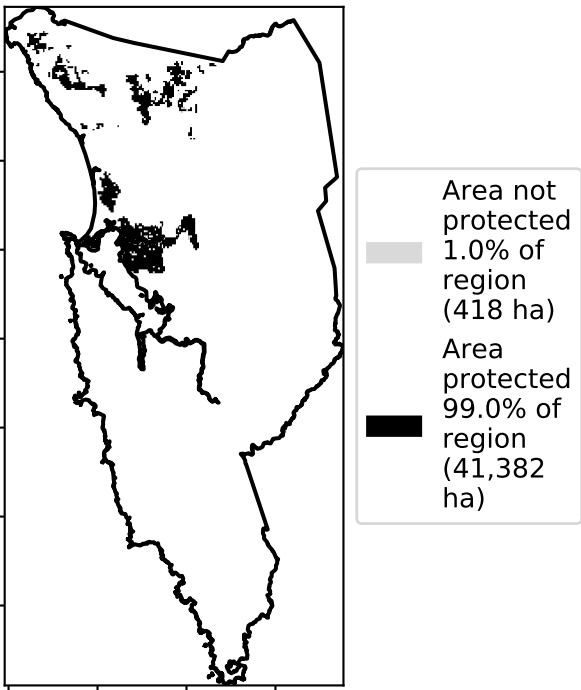 Area not
protected
1.0% of
region
(418 ha)
Area
protected
99.0% of
region
(41,382
ha)